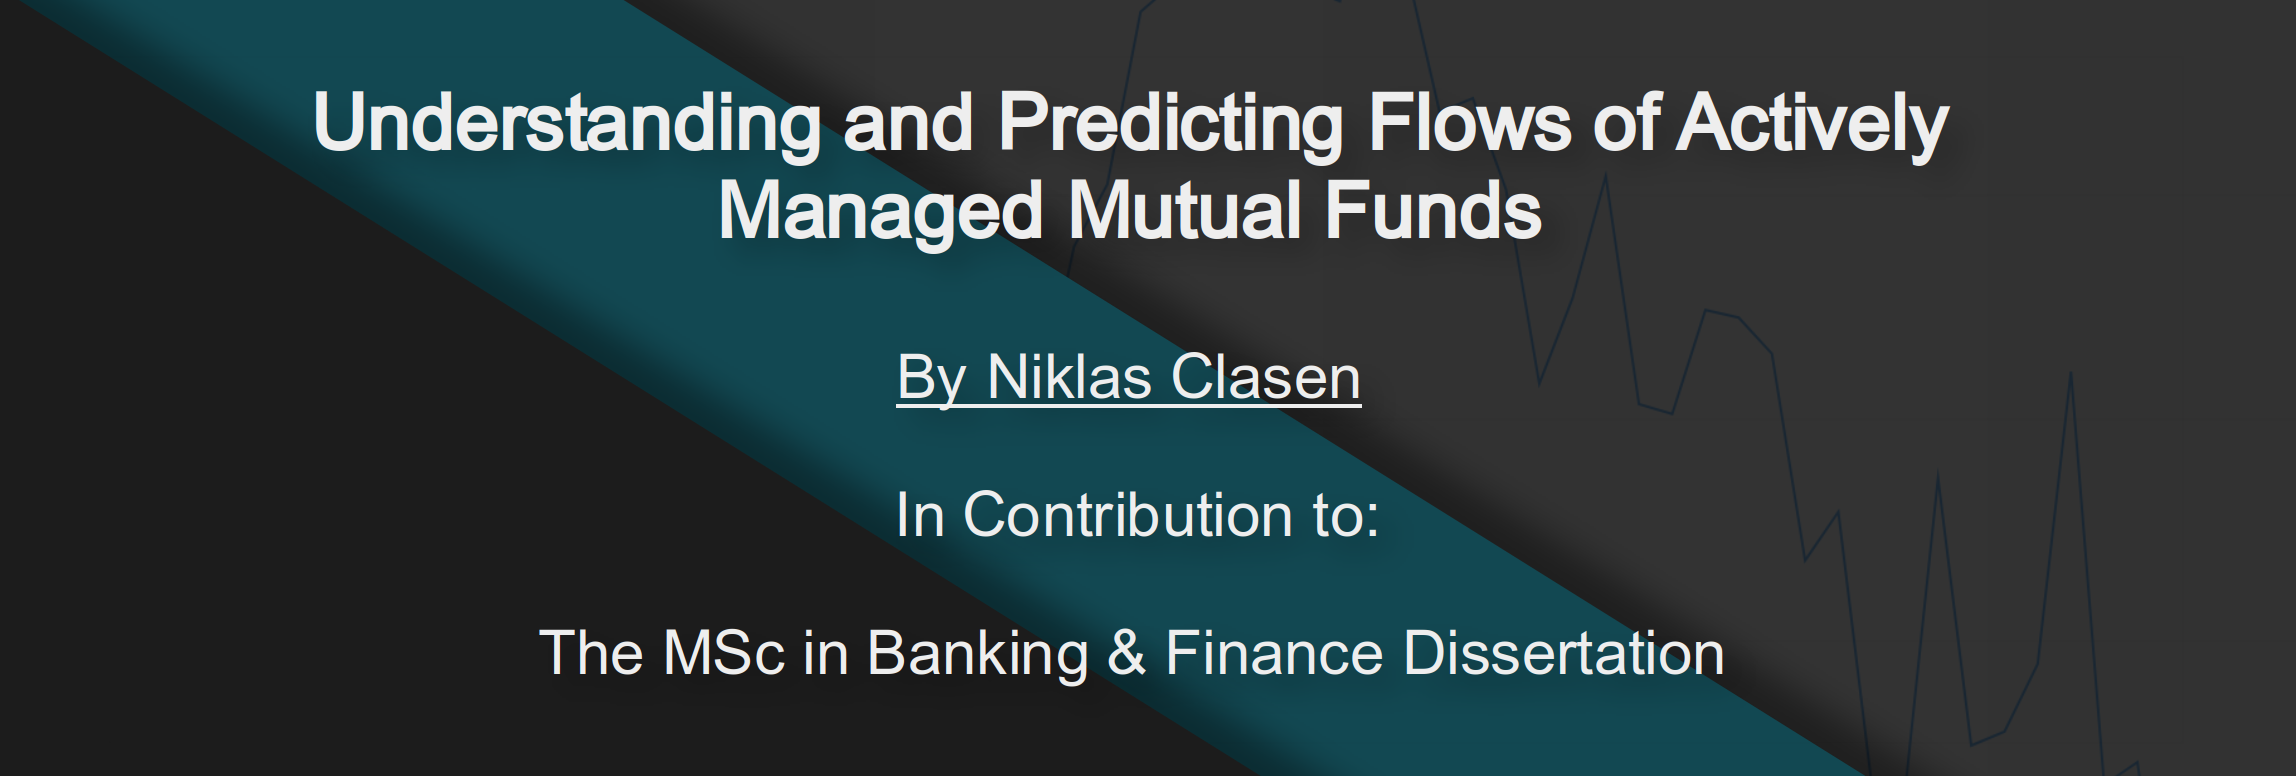 Understanding and Predicting Flows of Actively
Managed Mutual Funds
By Niklas Clasen
In Contribution to:
The MSc in Banking & Finance Dissertation